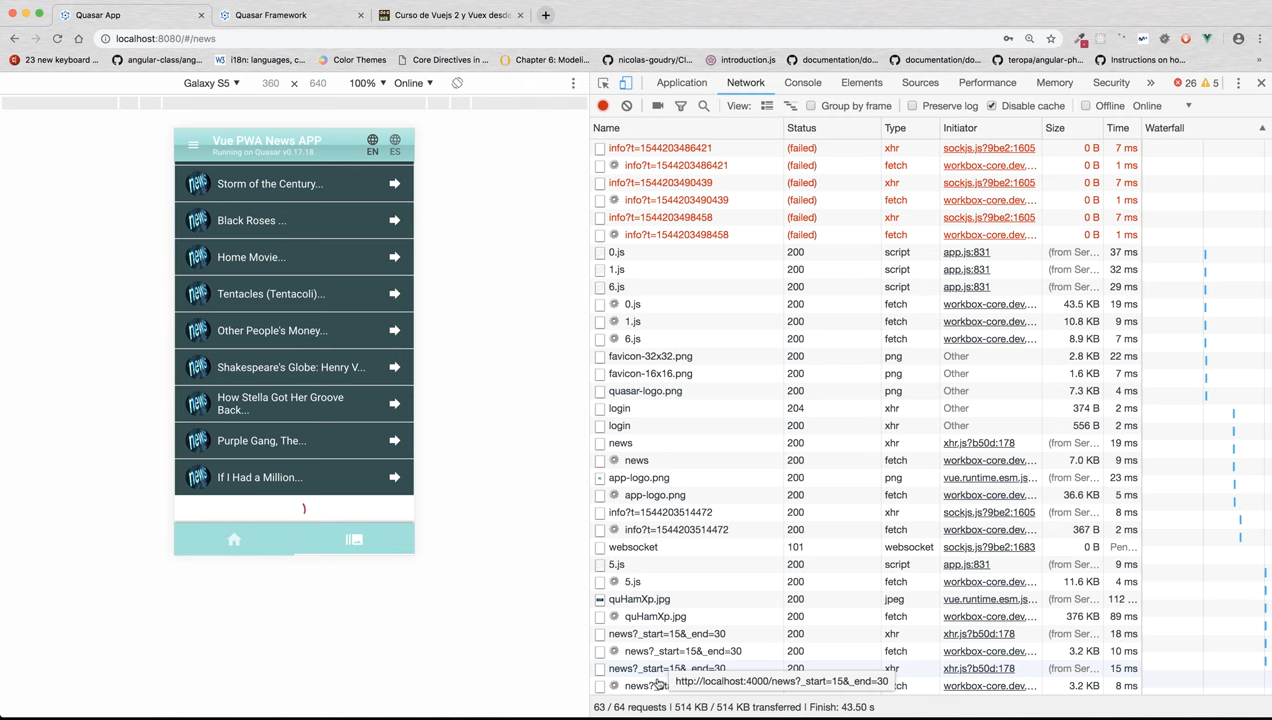 Quasar App
Quasar Framework
Curso de Vuejs 2 y Vuex desde
localhost:8080/#/news
23 new keyboard ...
angular-class/ang...
nicolas-goudry/Cl...
i18n: languages, c...
Color Themes
Core Directives in ...
Chapter 6: Modeli...
introduction.js
documentation/do...
documentation/do...
teropa/angular-ph...
Instructions on ho...
Galaxy S5 ▼ 360 × 640 100% ▼ Online ▼
Application Network Console Elements Sources Performance Memory Security » 26 5
View: Group by frame Preserve log Disable cache Offline Online ▼
Name Status Type Initiator Size Time Waterfall
Vue PWA News APP
Running on Quasar v0.17.18
EN ES
Storm of the Century...
Black Roses ...
Home Movie...
Tentacles (Tentacoli)...
Other People's Money...
Shakespeare's Globe: Henry V...
How Stella Got Her Groove
Back...
Purple Gang, The...
If I Had a Million...
info?t=1544203486421 (failed) xhr sockjs.js?9be2:1605 0 B 7 ms
info?t=1544203486421 (failed) fetch workbox-core.dev.... 0 B 1 ms
info?t=1544203490439 (failed) xhr sockjs.js?9be2:1605 0 B 7 ms
info?t=1544203490439 (failed) fetch workbox-core.dev.... 0 B 1 ms
info?t=1544203498458 (failed) xhr sockjs.js?9be2:1605 0 B 7 ms
info?t=1544203498458 (failed) fetch workbox-core.dev.... 0 B 1 ms
0.js 200 script app.js:831 (from Ser... 37 ms
1.js 200 script app.js:831 (from Ser... 32 ms
6.js 200 script app.js:831 (from Ser... 29 ms
0.js 200 fetch workbox-core.dev.... 43.5 KB 19 ms
1.js 200 fetch workbox-core.dev.... 10.8 KB 9 ms
6.js 200 fetch workbox-core.dev.... 8.9 KB 7 ms
favicon-32x32.png 200 png Other 2.8 KB 22 ms
favicon-16x16.png 200 png Other 1.6 KB 7 ms
quasar-logo.png 200 png Other 7.3 KB 4 ms
login 204 xhr Other 374 B 2 ms
login 200 xhr Other 556 B 2 ms
news 200 xhr xhr.js?b50d:178 (from Ser... 19 ms
news 200 fetch workbox-core.dev.... 7.0 KB 9 ms
app-logo.png 200 png vue.runtime.esm.js... (from Ser... 23 ms
app-logo.png 200 fetch workbox-core.dev.... 36.6 KB 5 ms
info?t=1544203514472 200 xhr sockjs.js?9be2:1605 (from Ser... 8 ms
info?t=1544203514472 200 fetch workbox-core.dev.... 367 B 2 ms
websocket 101 websocket sockjs.js?9be2:1683 0 B Pen...
5.js 200 script app.js:831 (from Ser... 9 ms
5.js 200 fetch workbox-core.dev.... 11.6 KB 4 ms
quHamXp.jpg 200 jpeg vue.runtime.esm.js... (from Ser... 112 ...
quHamXp.jpg 200 fetch workbox-core.dev.... 376 KB 89 ms
news?_start=15&_end=30 200 xhr xhr.js?b50d:178 (from Ser... 18 ms
news?_start=15&_end=30 200 fetch workbox-core.dev.... 3.2 KB 10 ms
news?_start=15&_end=30 200 xhr xhr.js?b50d:178 (from Ser... 15 ms
http://localhost:4000/news?_start=15&_end=30
workbox-core.dev.... 3.2 KB 8 ms
63 / 64 requests | 514 KB / 514 KB transferred | Finish: 43.50 s